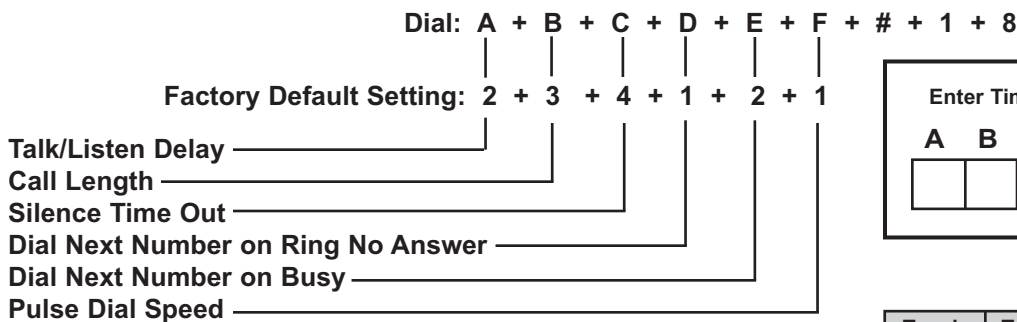 Dial: A + B + C + D + E + F + # + 1 + 8
Factory Default Setting: 2 + 3 + 4 + 1 + 2 + 1
Talk/Listen Delay
Call Length
Silence Time Out
Dial Next Number on Ring No Answer
Dial Next Number on Busy
Pulse Dial Speed
Enter
A B